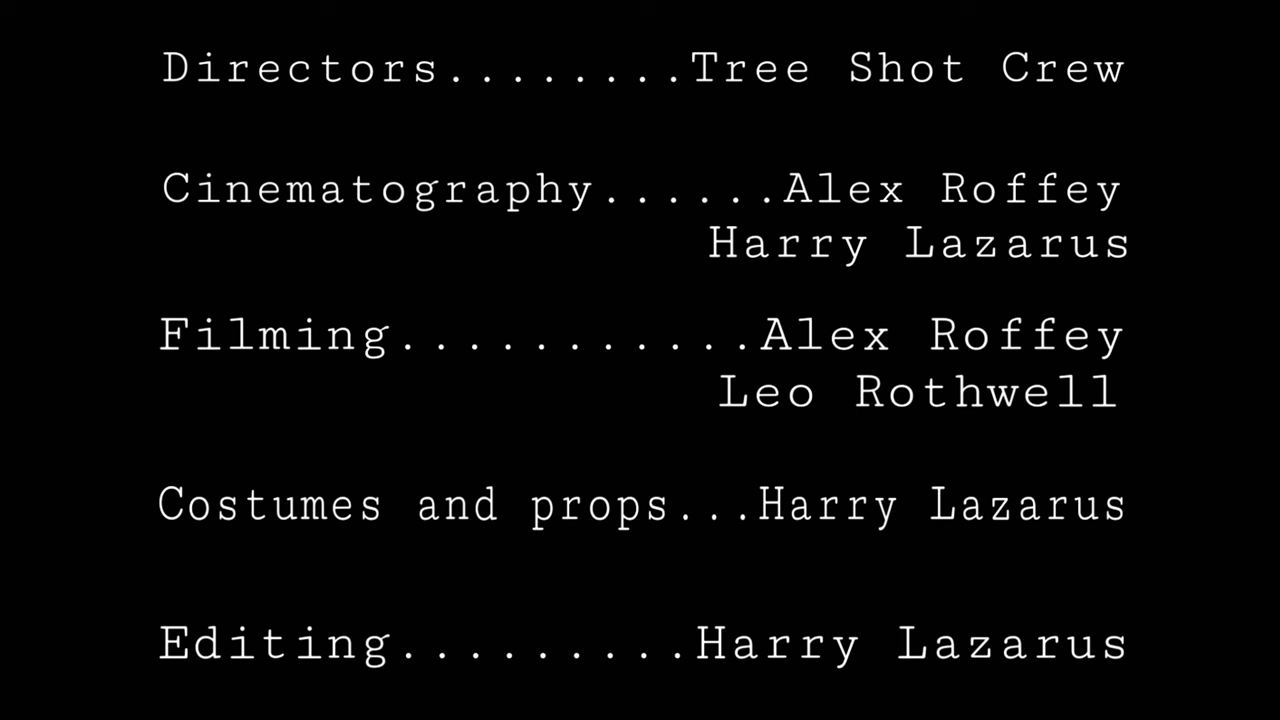 Directors........Tree Shot Crew
Cinematography......Alex Roffey
Harry Lazarus
Filming...........Alex Roffey
Leo Rothwell
Costumes and props...Harry Lazarus
Editing.........Harry Lazarus